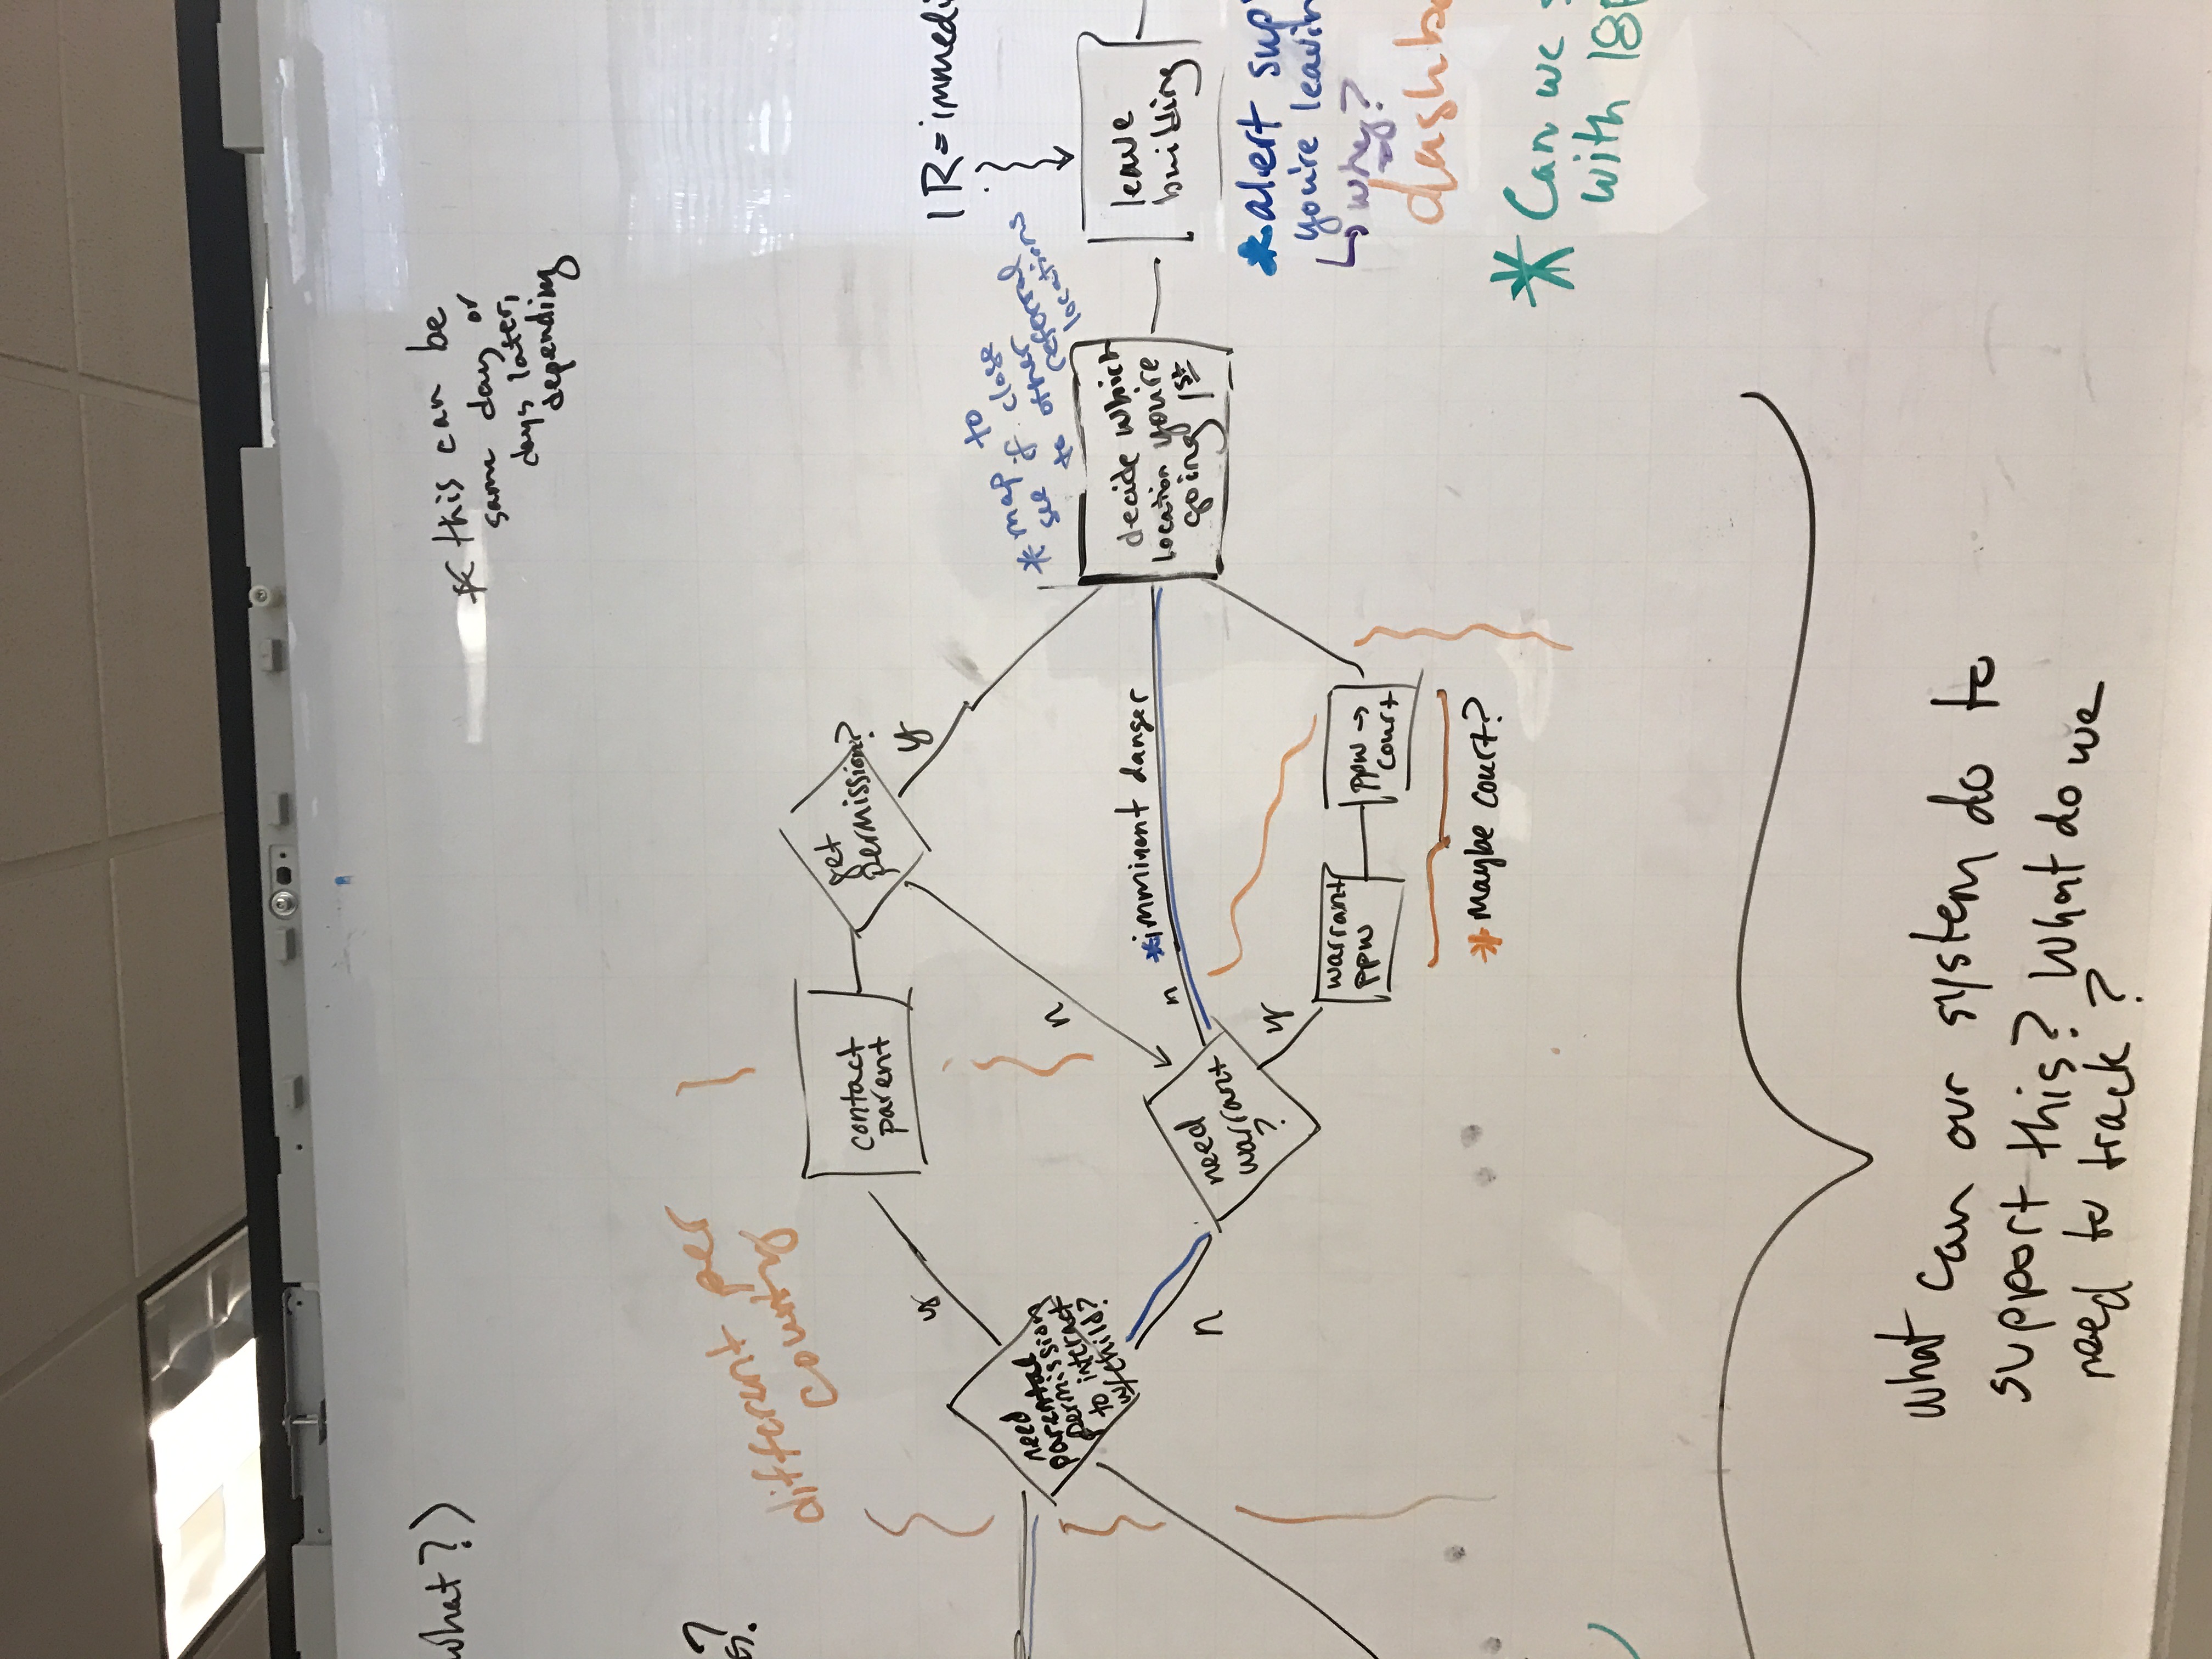 what?)
* this can be
same day or
days later,
depending
s?
different per
county
contact
parent
get
permission?
y
y
n
need
parental
permission
to interact
w/child?
n
1R = immedi
* map to
see if close
to other
referral
locations
decide which
location you're
going 1st
leave
building
n
*imminent danger
need
warrant
?
y
warrant
ppw
ppw →
court
* Maybe court?
* alert sup
you're leavin
↳ why?
dashb
* Can we s
with 18p
what can our system do to
support this? What do we
need to track?